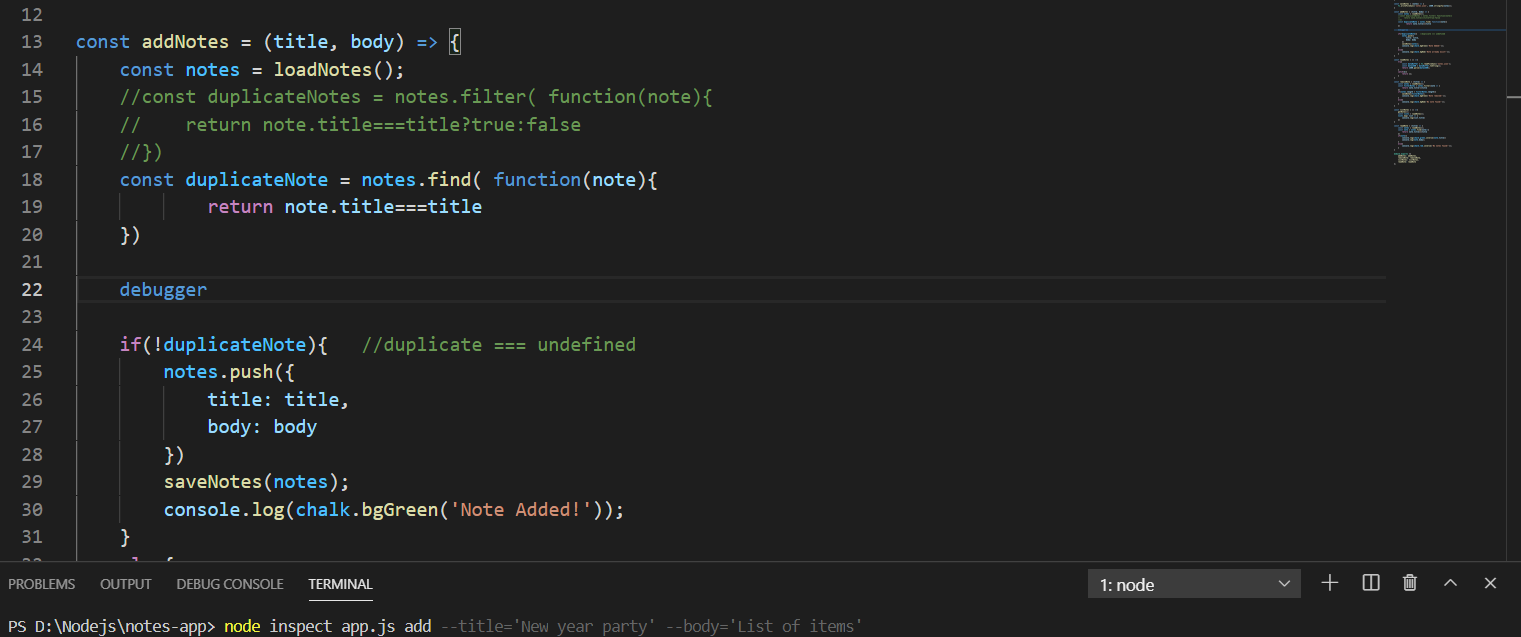 12
13 const addNotes = (title, body) => {
14 const notes = loadNotes();
15 //const duplicateNotes = notes.filter( function(note){
16 // return note.title===title?true:false
17 //})
18 const duplicateNote = notes.find( function(note){
19 return note.title===title
20 })
21
22 debugger
23
24 if(!duplicateNote){ //duplicate === undefined
25 notes.push({
26 title: title,
27 body: body
28 })
29 saveNotes(notes);
30 console.log(chalk.bgGreen('Note Added!'));
31 }
PROBLEMS OUTPUT DEBUG CONSOLE TERMINAL 1: node
PS D:\Nodejs\notes-app> node inspect app.js add --title='New year party' --body='List of items'